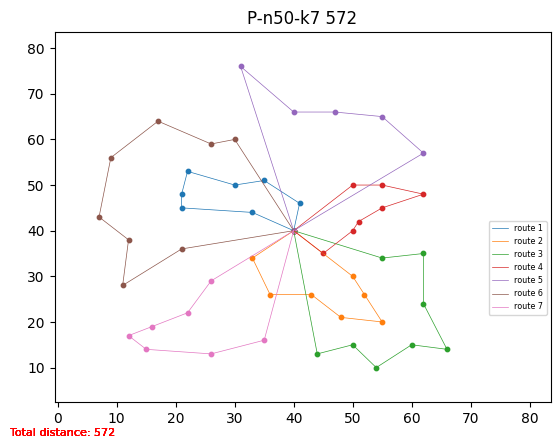 P-n50-k7 572
80
70
60
50
40
30
20
10
0 10 20 30 40 50 60 70 80
route 1
route 2
route 3
route 4
route 5
route 6
route 7
Total distance: 572